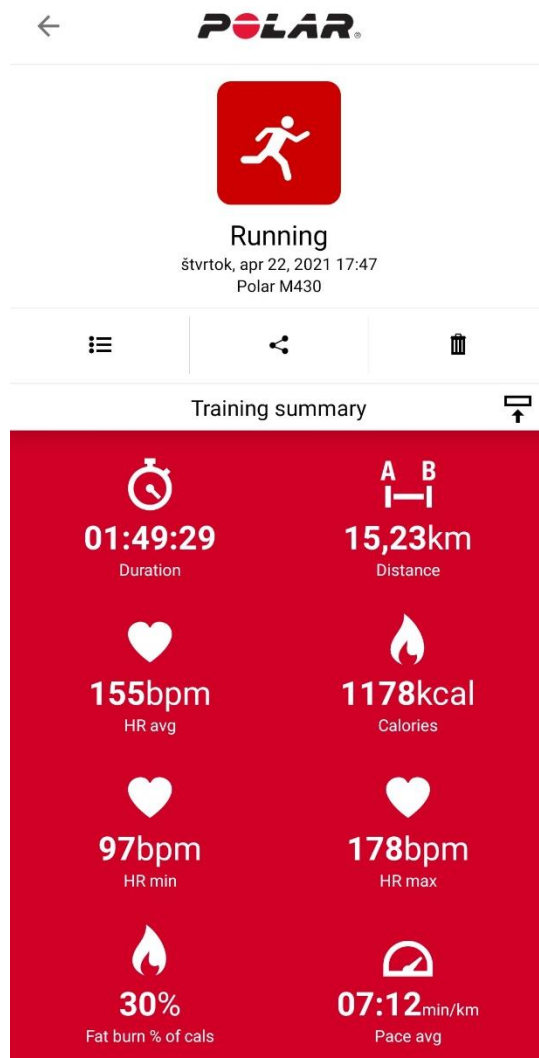 POLAR
Running
štvrtok, apr 22, 2021 17:47
Polar M430
Training summary
A B
01:49:29
Duration
15,23km
Distance
155bpm
HR avg
1178kcal
Calories
97bpm
HR min
178bpm
HR max
30%
Fat burn % of cals
07:12min/km
Pace avg